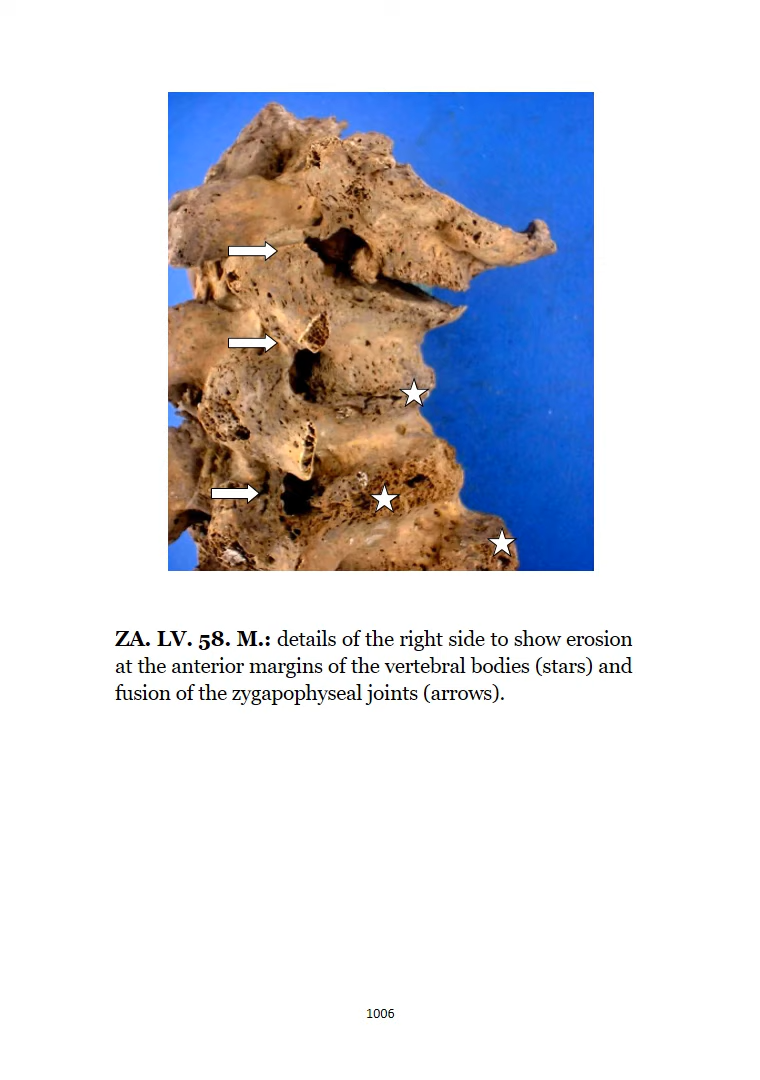 ZA. LV. 58. M.: details of the right side to show erosion
at the anterior margins of the vertebral bodies (stars) and
fusion of the zygapophyseal joints (arrows).
1006